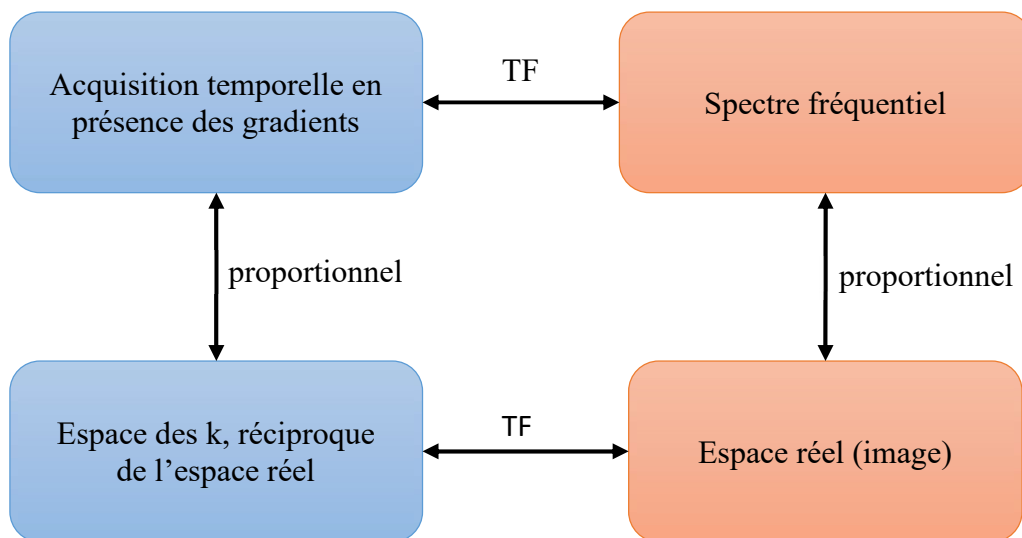 Acquisition temporelle en
présence des gradients
TF
Spectre fréquentiel
proportionnel
proportionnel
Espace des k, réciproque
de l’espace réel
TF
Espace réel (image)